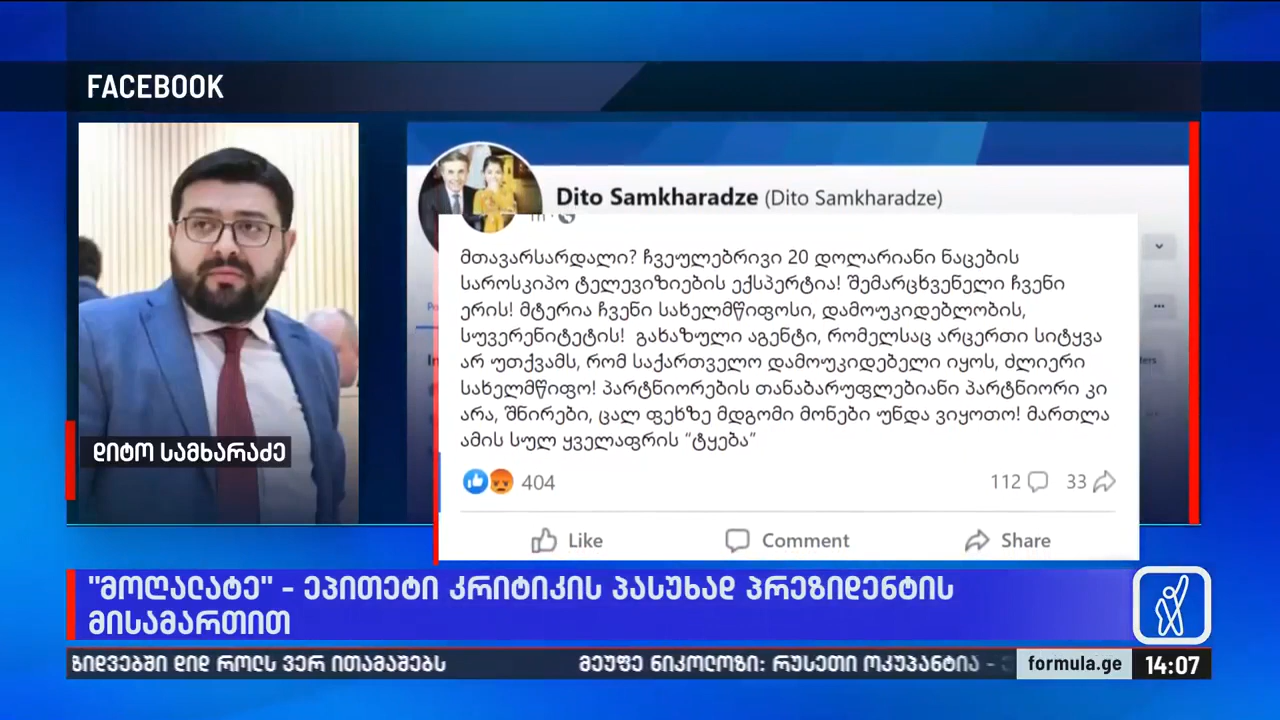 FACEBOOK
Dito Samkharadze (Dito Samkharadze)
მთავარსარდალი? ჩვეულებრივი 20 დოლარიანი ნაცების
საროსკიპო ტელევიზიების ექსპერტია! შემარცხვენელი ჩვენი
ერის! მტერია ჩვენი სახელმწიფოსი, დამოუკიდებლობის,
სუვერენიტეტის! გახაზული აგენტი, რომელსაც არცერთი სიტყვა
არ უთქვამს, რომ საქართველო დამოუკიდებელი იყოს, ძლიერი
სახელმწიფო! პარტნიორების თანაბარუფლებიანი პარტნიორი კი
არა, შნირები, ცალ ფეხზე მდგომი მონები უნდა ვიყოთო! მართლა
ამის სულ ყველაფრის “ტყება”
404 112 33
Like Comment Share
დიტო სამხარაძე
"მოღალატე" - ეპითეტი კრიტიკის პასუხად პრეზიდენტის
მისამართით
ზიდვებში დიდ როლს ვერ ითამაშებს მეუფე ნიკოლოზი: რუსეთი ოკუპანტია - formula.ge 14:07